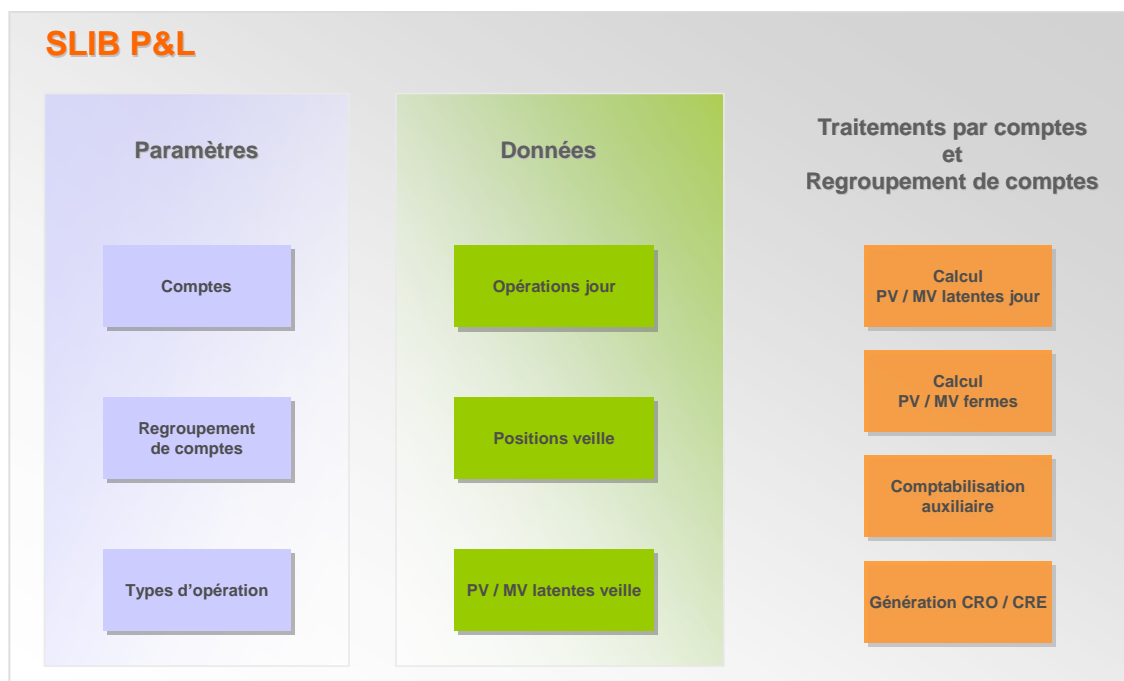 SLIB P&L
Paramètres
Comptes
Regroupement
de comptes
Types d'opération
Données
Opérations jour
Positions veille
PV / MV latentes veille
Traitements par comptes
et
Regroupement de comptes
Calcul
PV / MV latentes jour
Calcul
PV / MV fermes
Comptabilisation
auxiliaire
Génération CRO / CRE